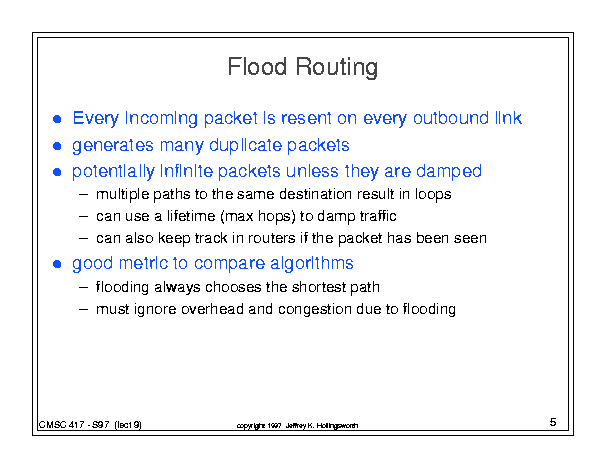 Flood Routing
● Every incoming packet is resent on every outbound link
● generates many duplicate packets
● potentially infinite packets unless they are damped
– multiple paths to the same destination result in loops
– can use a lifetime (max hops) to damp traffic
– can also keep track in routers if the packet has been seen
● good metric to compare algorithms
– flooding always chooses the shortest path
– must ignore overhead and congestion due to flooding
CMSC 417 - S97 (lect9)
copyright 1997 Jeffrey K. Hollingsworth
5